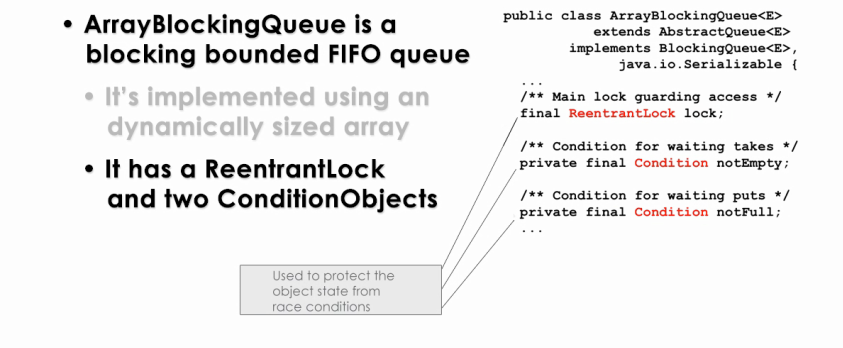 • ArrayBlockingQueue is a
blocking bounded FIFO queue
• It's implemented using an
dynamically sized array
• It has a ReentrantLock
and two ConditionObjects
public class ArrayBlockingQueue<E>
extends AbstractQueue<E>
implements BlockingQueue<E>,
java.io.Serializable {
...
/** Main lock guarding access */
final ReentrantLock lock;
/** Condition for waiting takes */
private final Condition notEmpty;
/** Condition for waiting puts */
private final Condition notFull;
...
Used to protect the
object state from
race conditions